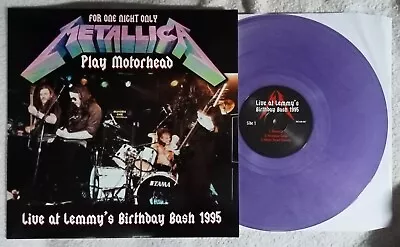 FOR ONE NIGHT ONLY
METALLICA
Play Motorhead
TAMA
Live at Lemmy's Birthday Bash 1995
Live at Lemmy's
Birthday Bash 1995
Side 1